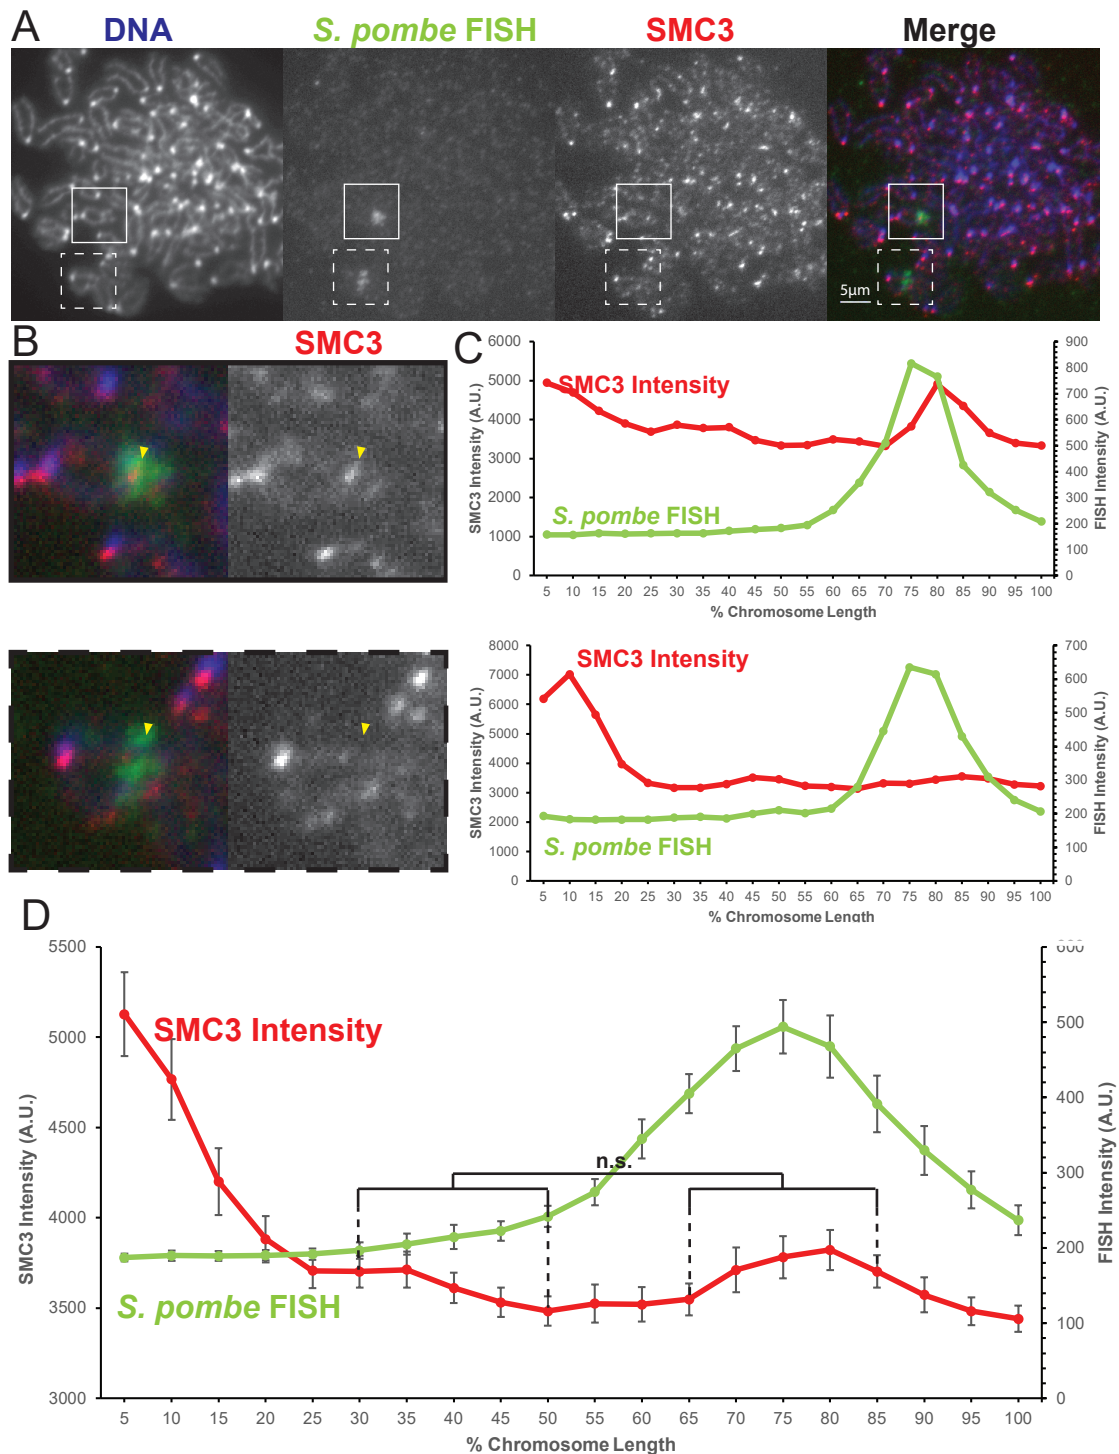 A
DNA
S. pombe FISH
SMC3
Merge
5µm
B
SMC3
C
6000
5000
4000
3000
2000
1000
0
SMC3 Intensity (A.U.)
SMC3 Intensity
S. pombe FISH
900
800
700
600
500
400
300
200
100
0
FISH Intensity (A.U.)
5 10 15 20 25 30 35 40 45 50 55 60 65 70 75 80 85 90 95 100
% Chromosome Length
8000
7000
6000
5000
4000
3000
2000
1000
0
SMC3 Intensity (A.U.)
SMC3 Intensity
S. pombe FISH
700
600
500
400
300
200
100
0
FISH Intensity (A.U.)
5 10 15 20 25 30 35 40 45 50 55 60 65 70 75 80 85 90 95 100
% Chromosome Length
D
5500
5000
4500
4000
3500
3000
SMC3 Intensity (A.U.)
SMC3 Intensity
n.s.
S. pombe FISH
600
500
400
300
200
100
0
FISH Intensity (A.U.)
5 10 15 20 25 30 35 40 45 50 55 60 65 70 75 80 85 90 95 100
% Chromosome Length